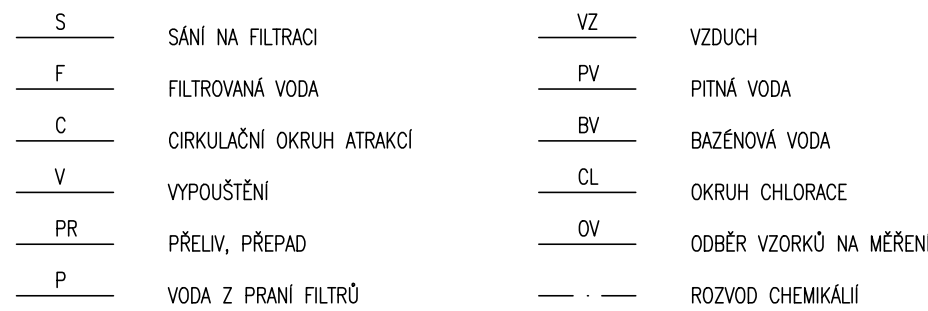 S SÁNÍ NA FILTRACI
F FILTROVANÁ VODA
C CIRKULAČNÍ OKRUH ATRAKCÍ
V VYPOUŠTĚNÍ
PR PŘELIV, PŘEPAD
P VODA Z PRANÍ FILTRŮ
VZ VZDUCH
PV PITNÁ VODA
BV BAZÉNOVÁ VODA
CL OKRUH CHLORACE
OV ODBĚR VZORKŮ NA MĚŘENÍ
ROZVOD CHEMIKÁLIÍ